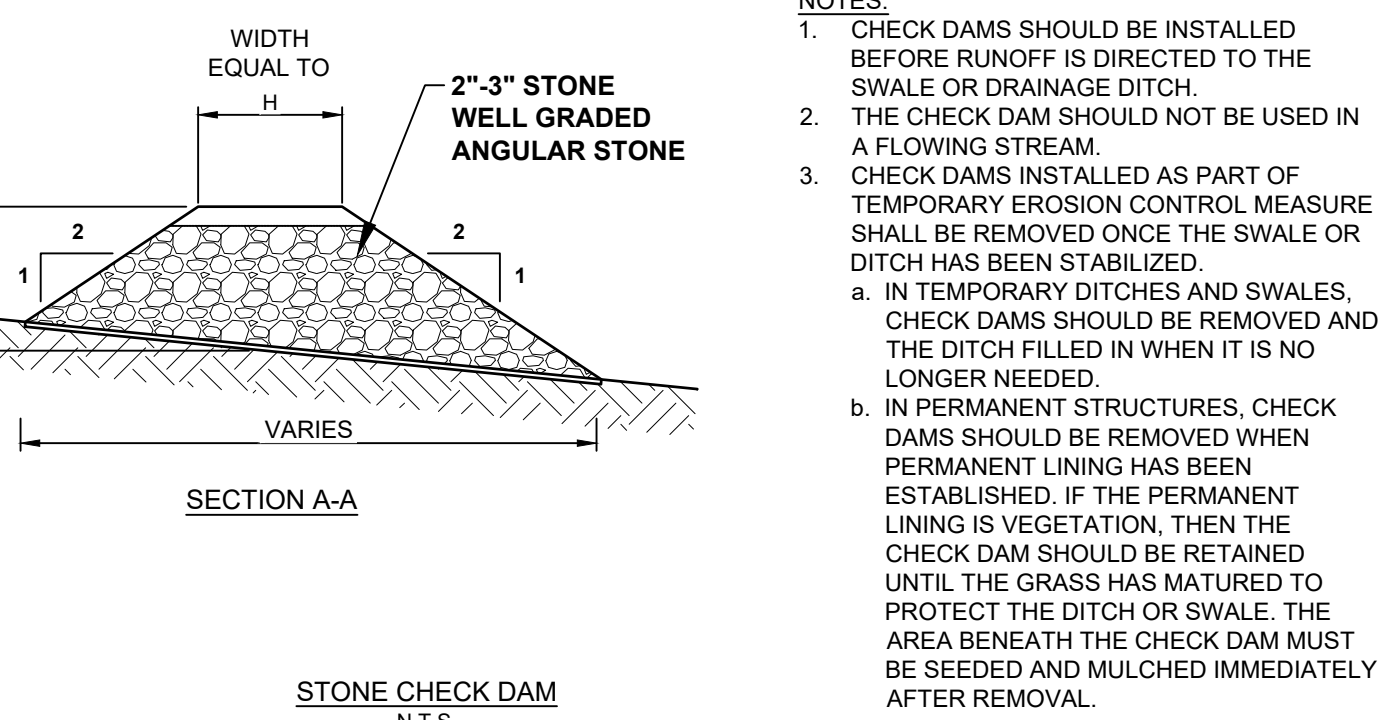 WIDTH
EQUAL TO
H
2"-3" STONE
WELL GRADED
ANGULAR STONE
2
1
2
1
VARIES
SECTION A-A
STONE CHECK DAM
N.T.S.
NOTES:
1. CHECK DAMS SHOULD BE INSTALLED
BEFORE RUNOFF IS DIRECTED TO THE
SWALE OR DRAINAGE DITCH.
2. THE CHECK DAM SHOULD NOT BE USED IN
A FLOWING STREAM.
3. CHECK DAMS INSTALLED AS PART OF
TEMPORARY EROSION CONTROL MEASURE
SHALL BE REMOVED ONCE THE SWALE OR
DITCH HAS BEEN STABILIZED.
a. IN TEMPORARY DITCHES AND SWALES,
CHECK DAMS SHOULD BE REMOVED AND
THE DITCH FILLED IN WHEN IT IS NO
LONGER NEEDED.
b. IN PERMANENT STRUCTURES, CHECK
DAMS SHOULD BE REMOVED WHEN
PERMANENT LINING HAS BEEN
ESTABLISHED. IF THE PERMANENT
LINING IS VEGETATION, THEN THE
CHECK DAM SHOULD BE RETAINED
UNTIL THE GRASS HAS MATURED TO
PROTECT THE DITCH OR SWALE. THE
AREA BENEATH THE CHECK DAM MUST
BE SEEDED AND MULCHED IMMEDIATELY
AFTER REMOVAL.